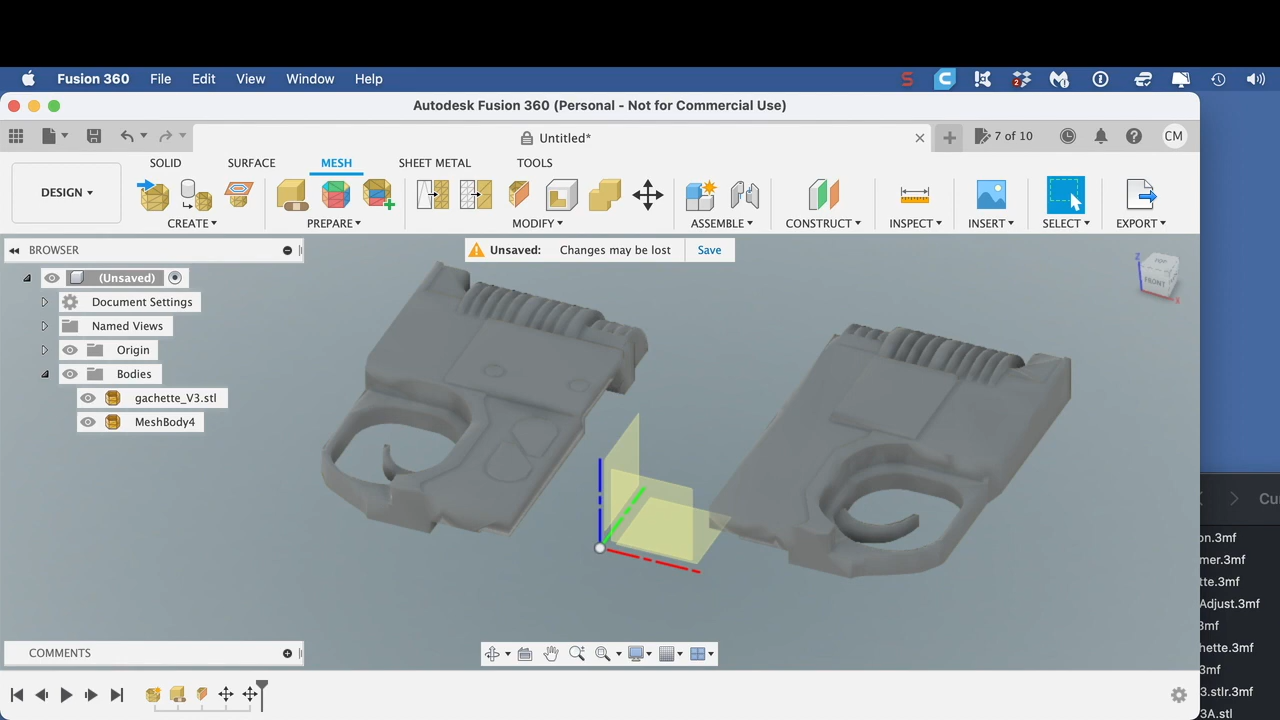 Fusion 360 File Edit View Window Help
Autodesk Fusion 360 (Personal - Not for Commercial Use)
Untitled*
7 of 10
CM
SOLID SURFACE MESH SHEET METAL TOOLS
DESIGN
CREATE PREPARE MODIFY ASSEMBLE CONSTRUCT INSPECT INSERT SELECT EXPORT
BROWSER
Unsaved: Changes may be lost Save
(Unsaved)
Document Settings
Named Views
Origin
Bodies
gachette_V3.stl
MeshBody4
FRONT
Z
X
Cu
on.3mf
mer.3mf
tte.3mf
Adjust.3mf
3mf
hette.3mf
3mf
3.stlr.3mf
3A.stl
COMMENTS